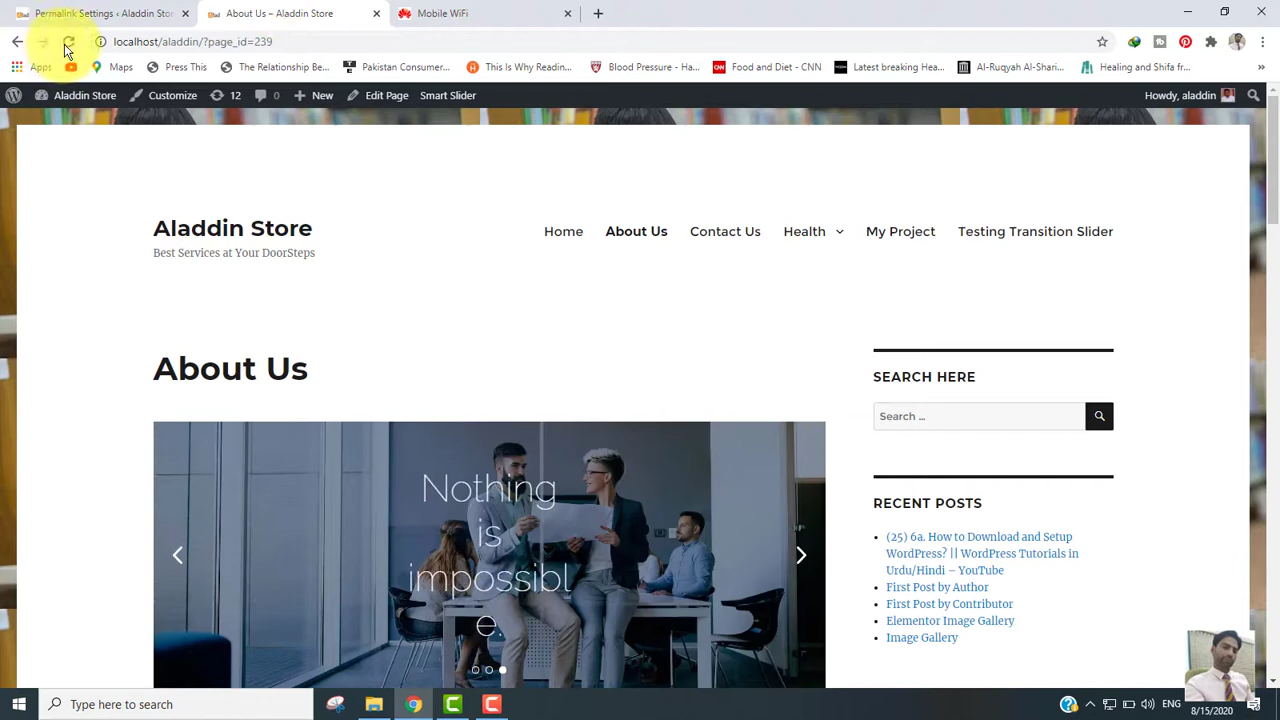 Permalink Settings < Aladdin Stor
About Us – Aladdin Store
Mobile WiFi
localhost/aladdin/?page_id=239
Apps
Maps
Press This
The Relationship Be...
Pakistan Consumer...
This Is Why Readin...
Blood Pressure - Ha...
CNN
Food and Diet - CNN
Latest breaking Hea...
Al-Ruqyah Al-Shari...
Healing and Shifa fr...
»
Aladdin Store
Customize
12
0
New
Edit Page
Smart Slider
Howdy, aladdin
Aladdin Store
Best Services at Your DoorSteps
Home
About Us
Contact Us
Health
My Project
Testing Transition Slider
About Us
Nothing
is
impossibl
e.
SEARCH HERE
Search …
RECENT POSTS
(25) 6a. How to Download and Setup
WordPress? || WordPress Tutorials in
Urdu/Hindi – YouTube
First Post by Author
First Post by Contributor
Elementor Image Gallery
Image Gallery
Type here to search
ENG
8/15/2020